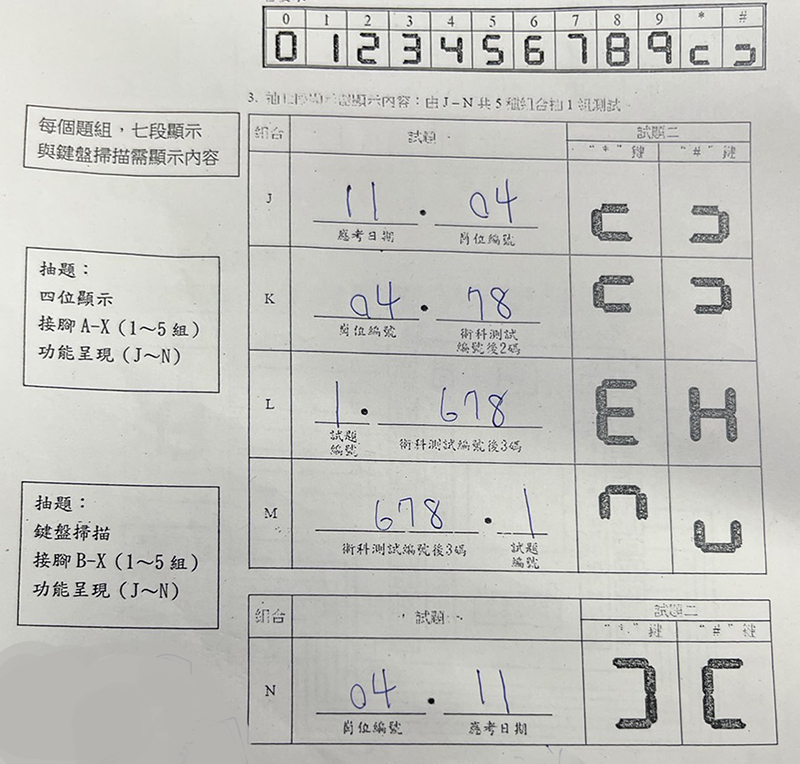 0 1 2 3 4 5 6 7 8 9 * #
0 1 2 3 4 5 6 7 8 9
3. 顯示內容：由 J－N 共 5 種組合抽 1 組測試。
每個題組，七段顯示
與鍵盤掃描需顯示內容
組合 試題一 試題二
“*”鍵 “#”鍵
J 11 . 04
應考日期 崗位編號
抽題：
四位顯示
接腳 A-X（1～5 組）
功能呈現（J～N）
K 04 . 78
崗位編號 術科測試
編號後2碼
L 1 . 678
試題
編號 術科測試編號後3碼
抽題：
鍵盤掃描
接腳 B-X（1～5 組）
功能呈現（J～N）
M 678 . 1
術科測試編號後3碼 試題
編號
組合 試題一 試題二
“*”鍵 “#”鍵
N 04 . 11
崗位編號 應考日期